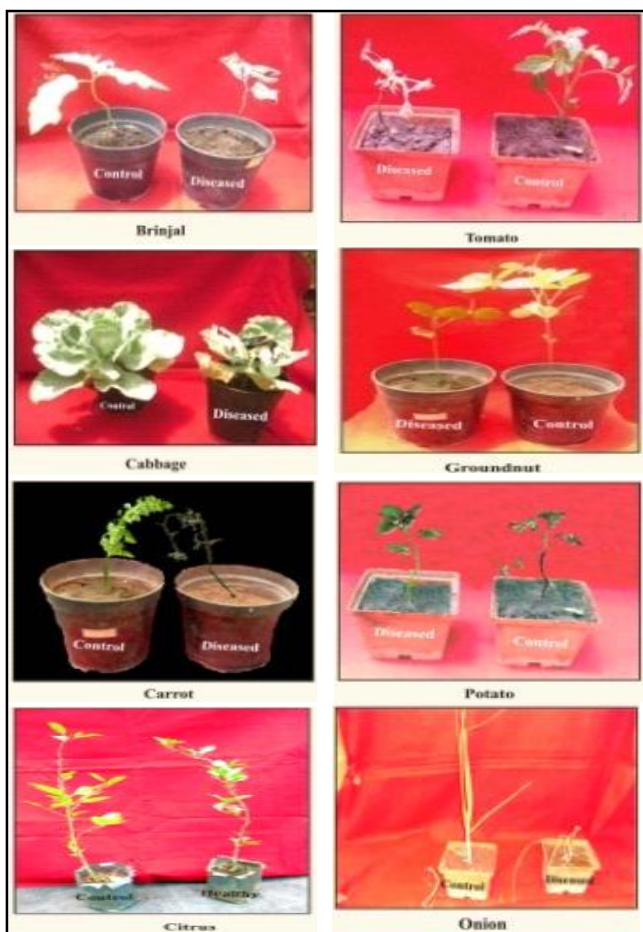 Control Diseased
Brinjal
Diseased Control
Tomato
Control Diseased
Cabbage
Diseased Control
Groundnut
Control Diseased
Carrot
Diseased Control
Potato
Control Healthy
Citrus
Control Diseased
Onion